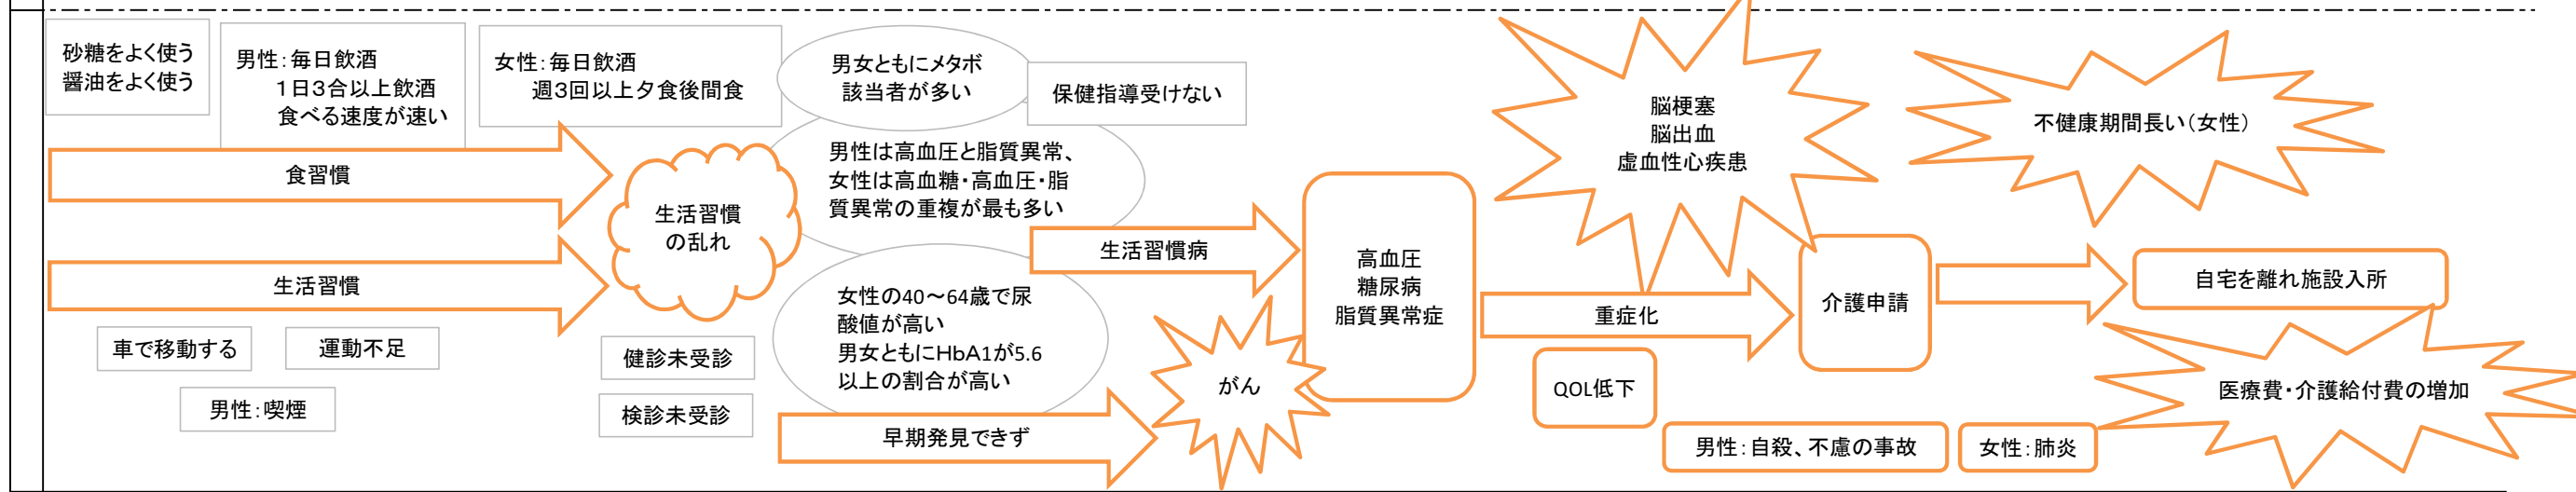 砂糖をよく使う
醤油をよく使う
男性：毎日飲酒
1日3合以上飲酒
食べる速度が速い
女性：毎日飲酒
週3回以上夕食後間食
男女ともにメタボ
該当者が多い
保健指導受けない
食習慣
生活習慣
の乱れ
男性は高血圧と脂質異常、
女性は高血糖・高血圧・脂
質異常の重複が最も多い
生活習慣
車で移動する
運動不足
男性：喫煙
健診未受診
検診未受診
女性の40～64歳で尿
酸値が高い
男女ともにHbA1が5.6
以上の割合が高い
早期発見できず
生活習慣病
がん
高血圧
糖尿病
脂質異常症
脳梗塞
脳出血
虚血性心疾患
重症化
QOL低下
介護申請
不健康期間長い（女性）
自宅を離れ施設入所
医療費・介護給付費の増加
男性：自殺、不慮の事故
女性：肺炎